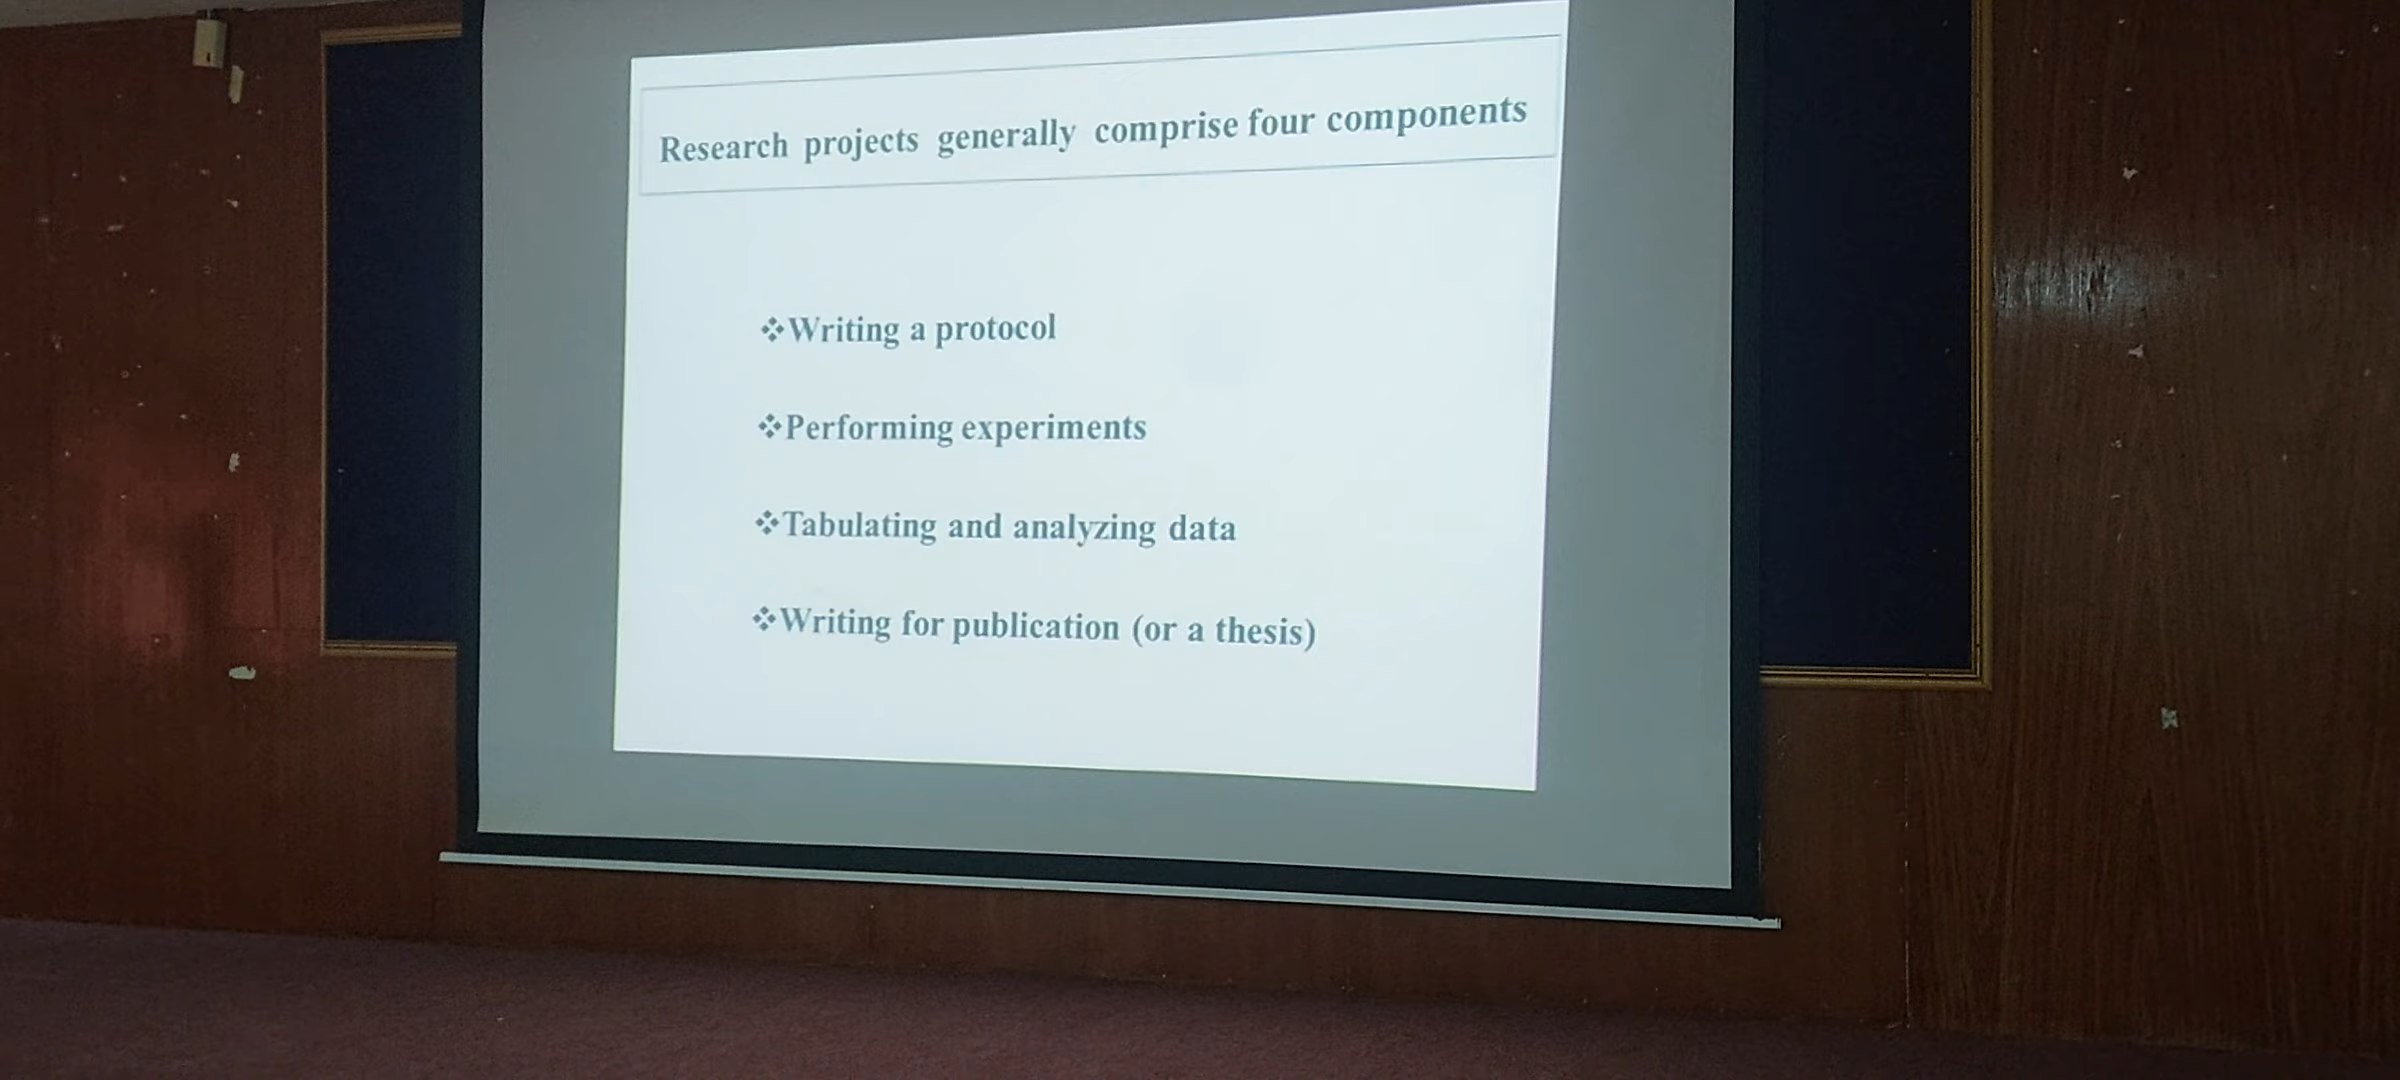 Research projects generally comprise four components
❖Writing a protocol
❖Performing experiments
❖Tabulating and analyzing data
❖Writing for publication (or a thesis)